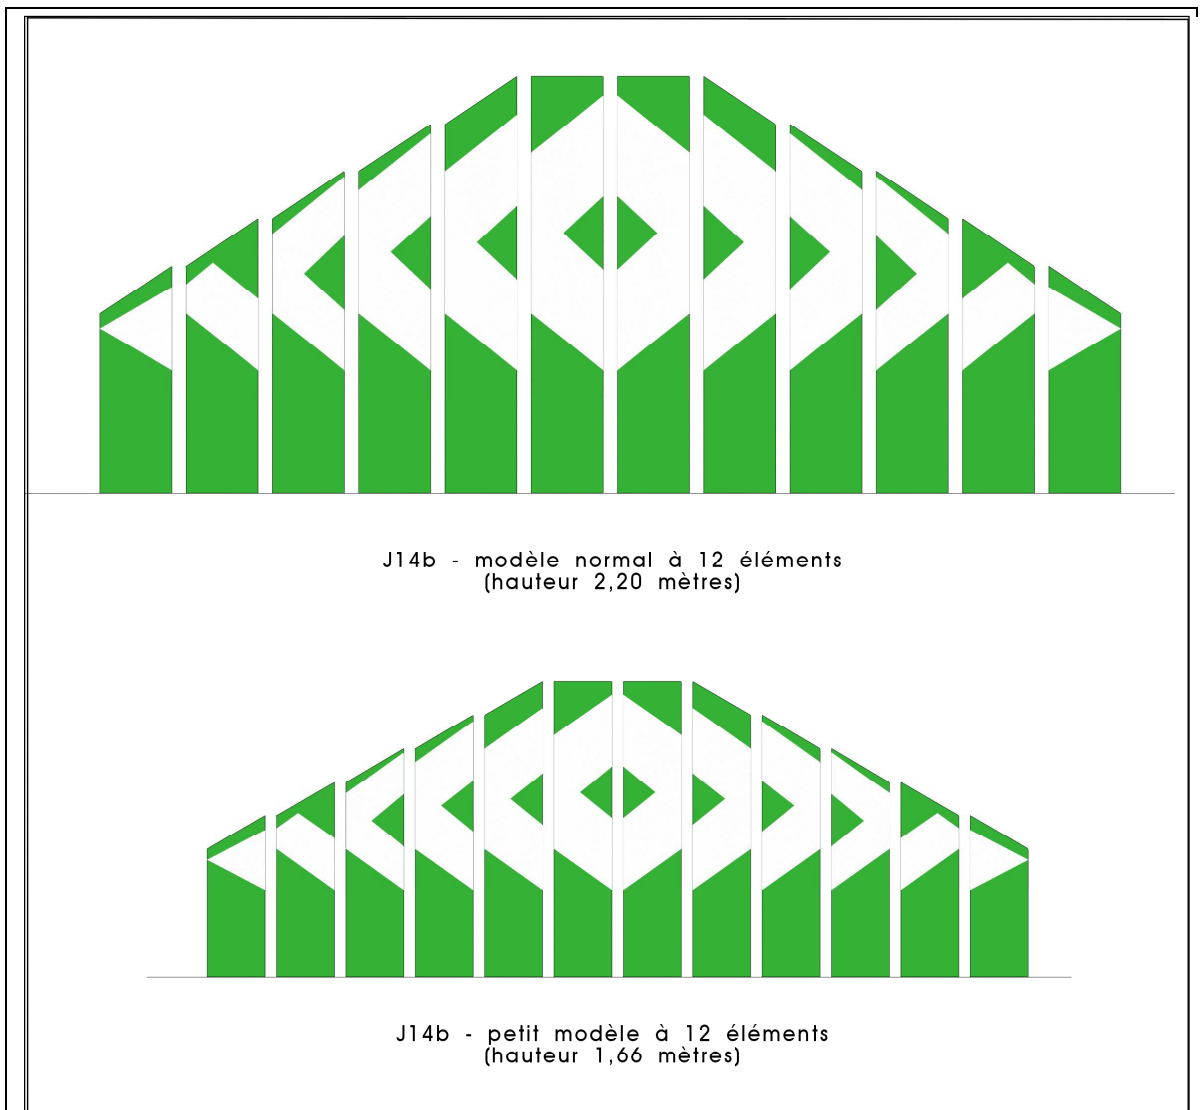 J14b - modèle normal à 12 éléments
(hauteur 2,20 mètres)
J14b - petit modèle à 12 éléments
(hauteur 1,66 mètres)